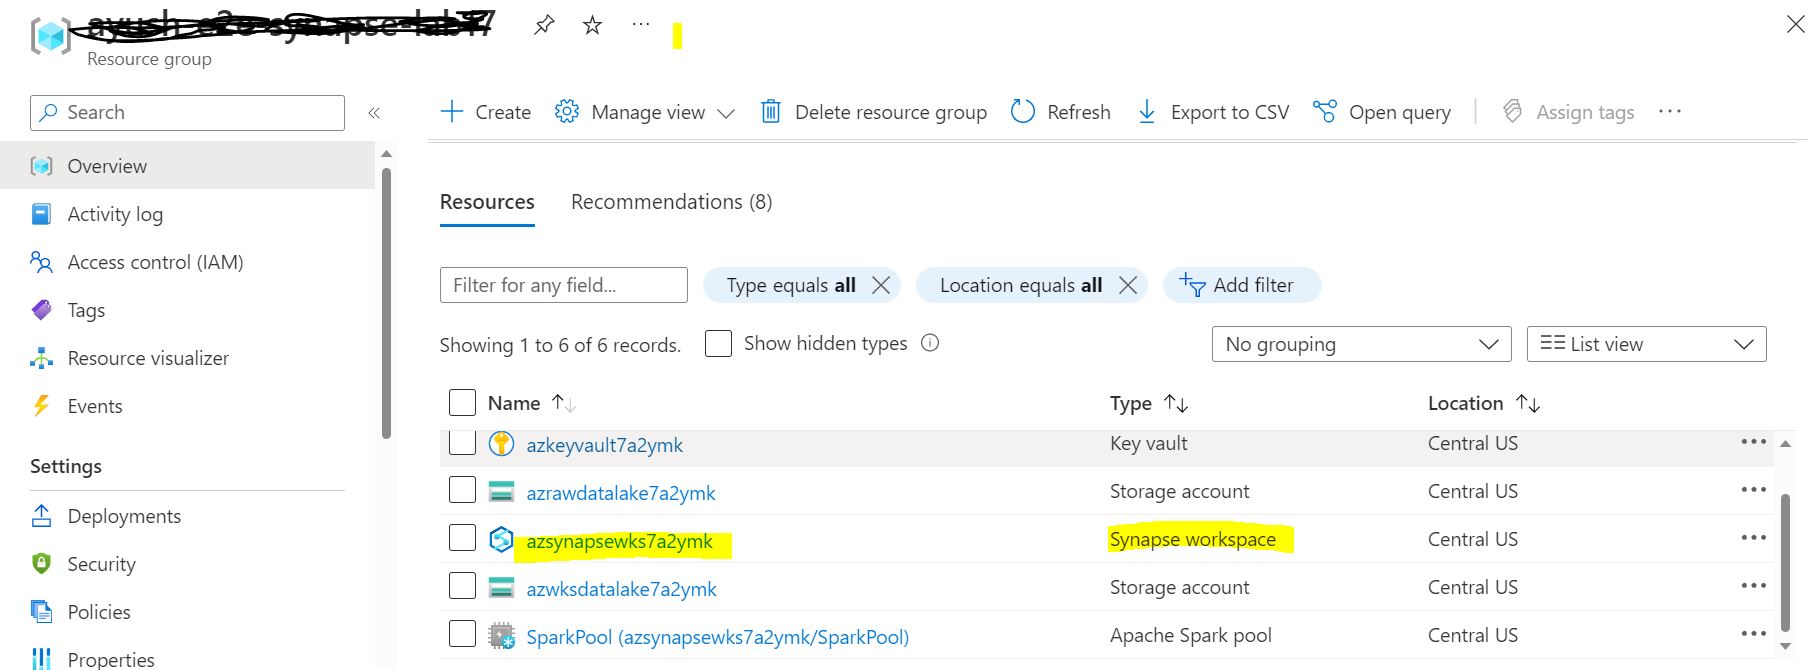 Resource group
Search
«
Create
Manage view
Delete resource group
Refresh
Export to CSV
Open query
Assign tags
Overview
Activity log
Access control (IAM)
Tags
Resource visualizer
Events
Settings
Deployments
Security
Policies
Properties
Resources
Recommendations (8)
Filter for any field...
Type equals all
Location equals all
Add filter
Showing 1 to 6 of 6 records.
Show hidden types
No grouping
List view
Name
Type
Location
azkeyvault7a2ymk Key vault Central US
azrawdatalake7a2ymk Storage account Central US
azsynapsewks7a2ymk Synapse workspace Central US
azwksdatalake7a2ymk Storage account Central US
SparkPool (azsynapsewks7a2ymk/SparkPool) Apache Spark pool Central US